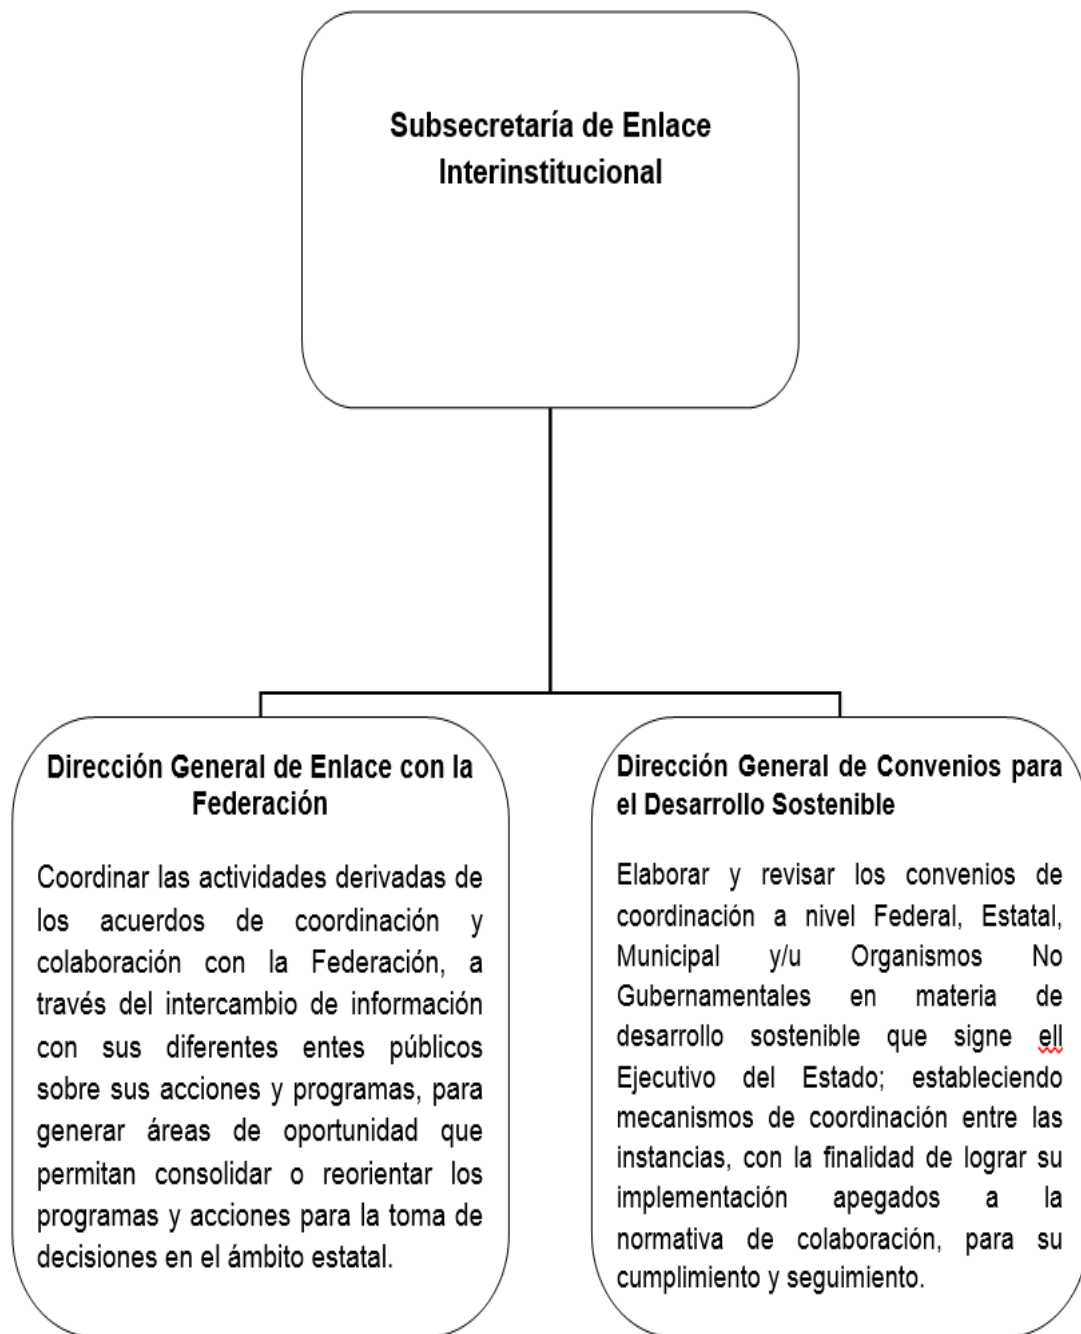 Subsecretaría de Enlace
Interinstitucional
Dirección General de Enlace con la
Federación
Coordinar las actividades derivadas de
los acuerdos de coordinación y
colaboración con la Federación, a
través del intercambio de información
con sus diferentes entes públicos
sobre sus acciones y programas, para
generar áreas de oportunidad que
permitan consolidar o reorientar los
programas y acciones para la toma de
decisiones en el ámbito estatal.
Dirección General de Convenios para
el Desarrollo Sostenible
Elaborar y revisar los convenios de
coordinación a nivel Federal, Estatal,
Municipal y/u Organismos No
Gubernamentales en materia de
desarrollo sostenible que signe ell
Ejecutivo del Estado; estableciendo
mecanismos de coordinación entre las
instancias, con la finalidad de lograr su
implementación apegados a la
normativa de colaboración, para su
cumplimiento y seguimiento.